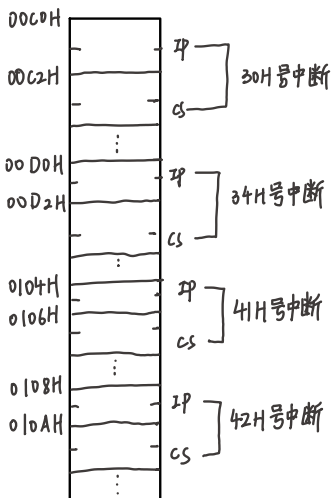 00C0H
IP
00C2H
30H号中断
CS
⋮
00D0H
IP
00D2H
34H号中断
CS
⋮
0104H
IP
0106H
41H号中断
CS
⋮
0108H
IP
010AH
42H号中断
CS
⋮